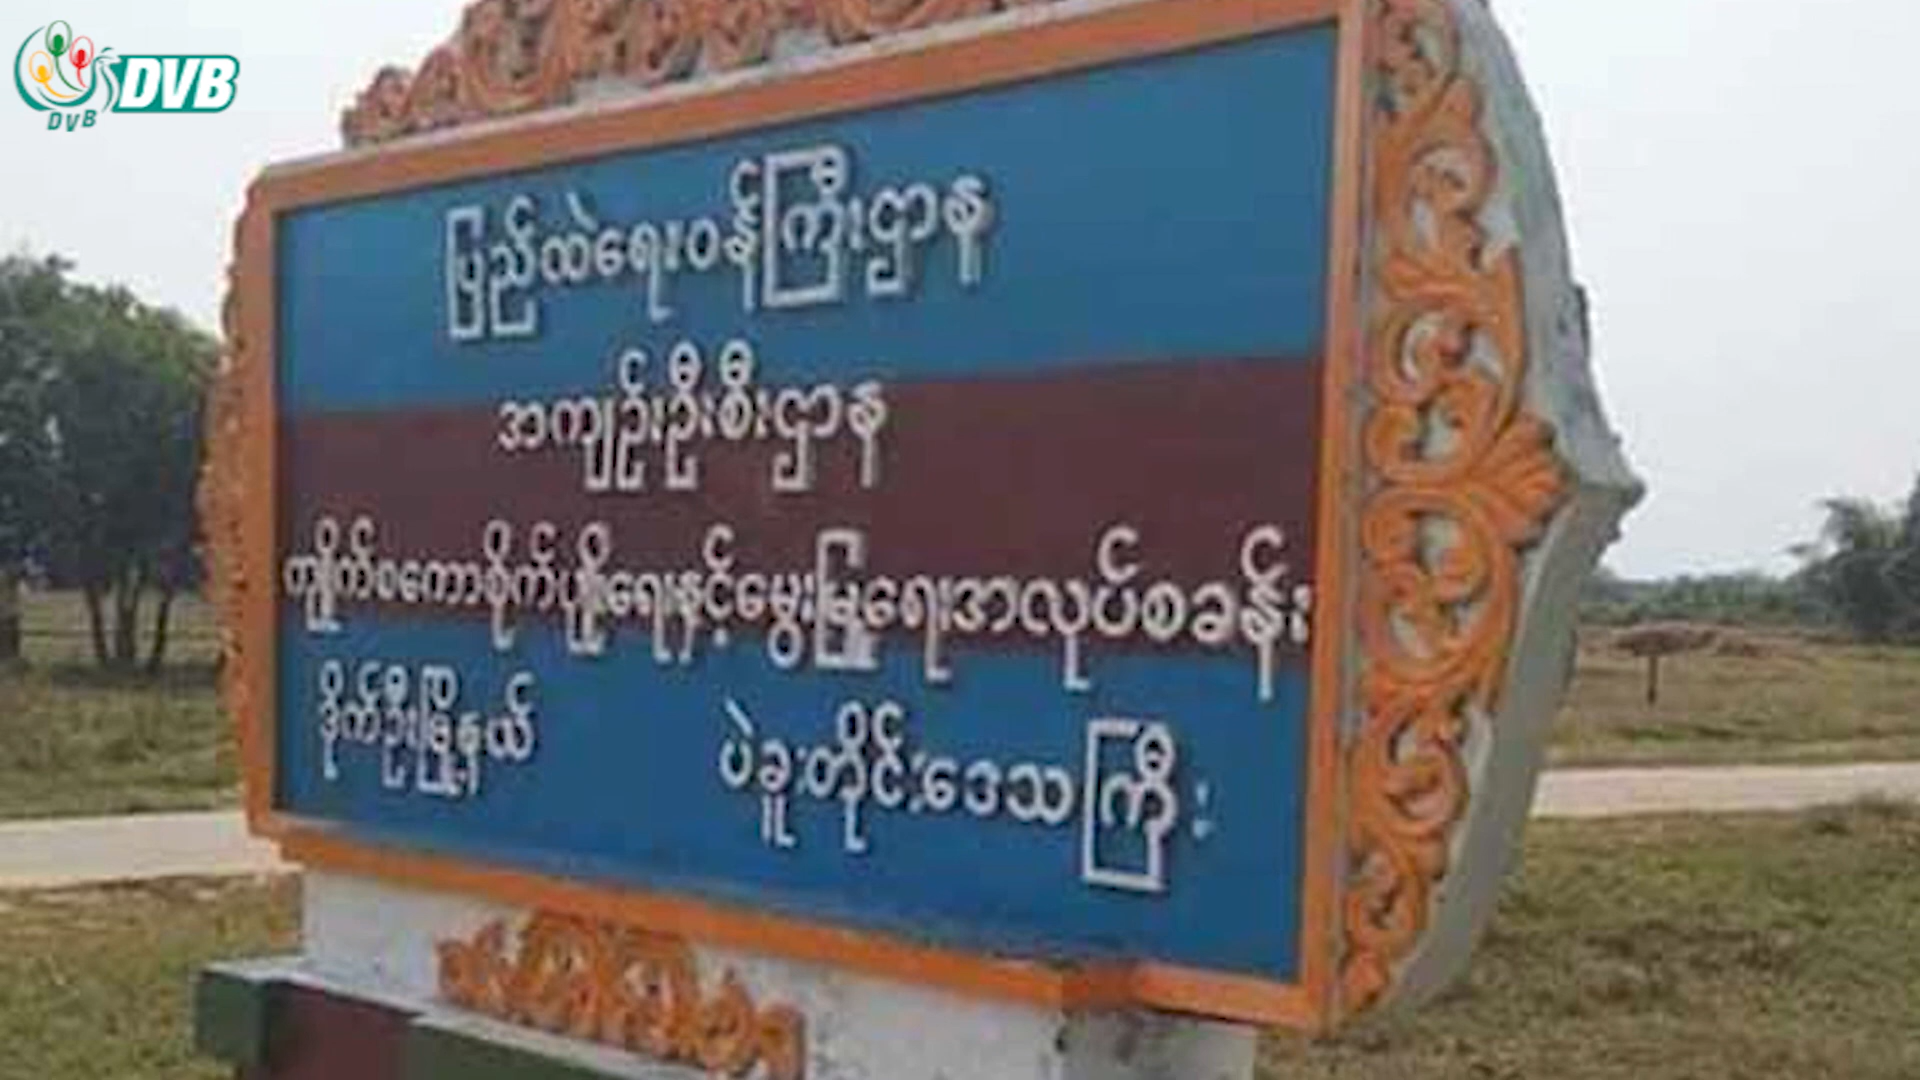 DVB
DVB
ပြည်ထဲရေးဝန်ကြီးဌာန
အကျဉ်းဦးစီးဌာန
ကျိုက်စကောစိုက်ပျိုးရေးနှင့်မွေးမြူရေးအလုပ်စခန်း
ဒိုက်ဦးမြို့နယ် ပဲခူးတိုင်းဒေသကြီး